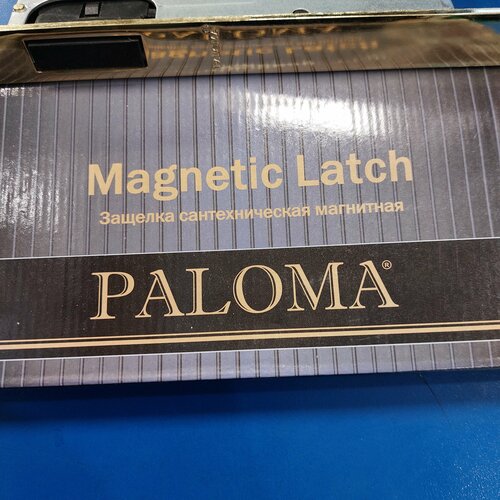 Magnetic Latch
Защелка сантехническая магнитная
PALOMA®